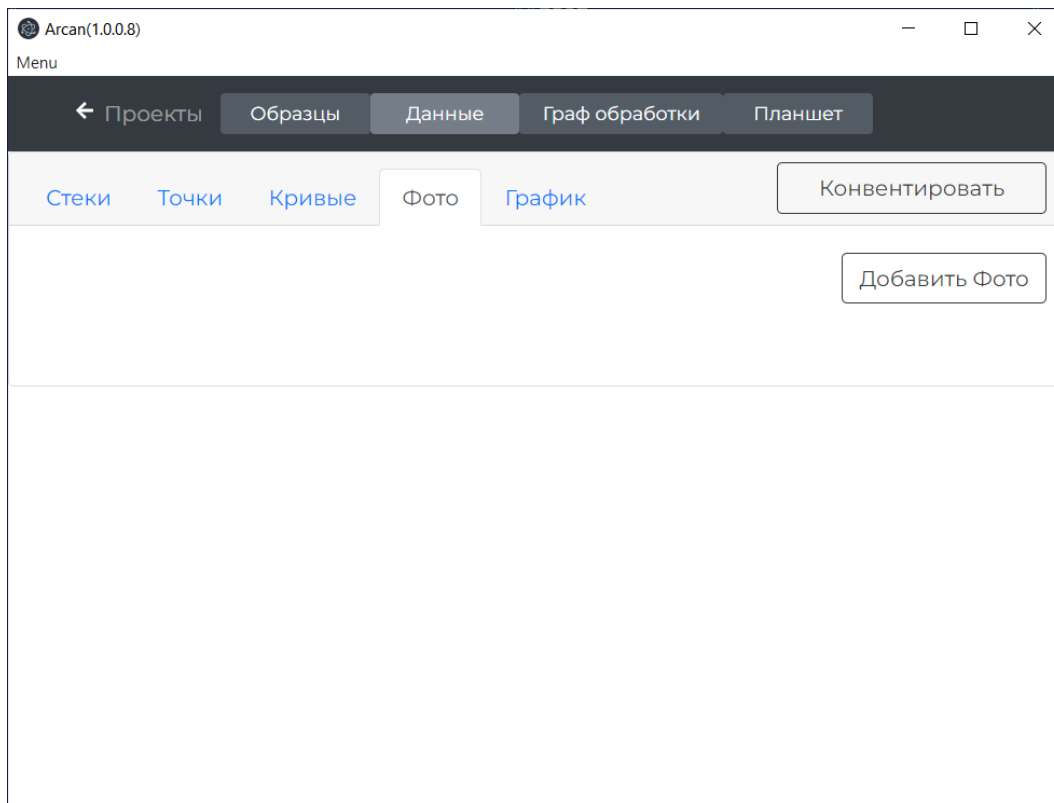 Arcan(1.0.0.8)
Menu
Проекты Образцы Данные Граф обработки Планшет
Стеки Точки Кривые Фото График Конвентировать
Добавить Фото